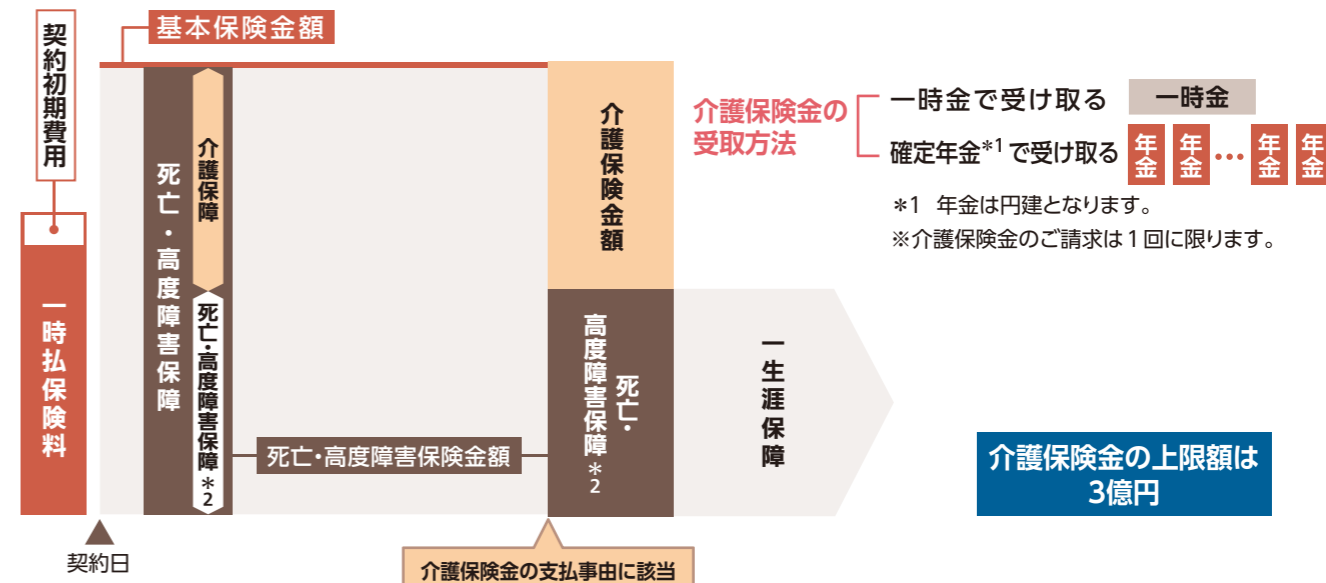 契約初期費用
基本保険金額
一時払保険料
契約日
死亡・高度障害保障
介護保障
死亡・高度障害保障*2
死亡・高度障害保険金額
介護保険金額
死亡・
高度障害保障*2
介護保険金の支払事由に該当
一生涯保障
介護保険金の
受取方法
一時金で受け取る 一時金
確定年金*1で受け取る 年金 年金 … 年金 年金
*1 年金は円建となります。
※介護保険金のご請求は1回に限ります。
介護保険金の上限額は
3億円